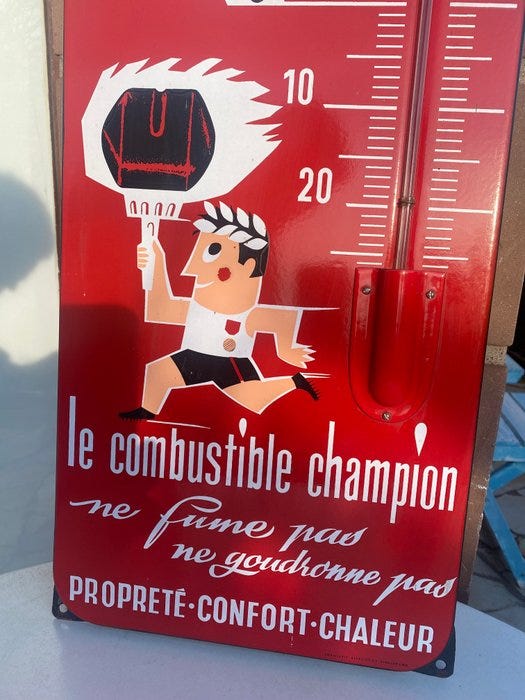 10
20
le combustible champion
ne fume pas
ne goudronne pas
PROPRETÉ·CONFORT·CHALEUR